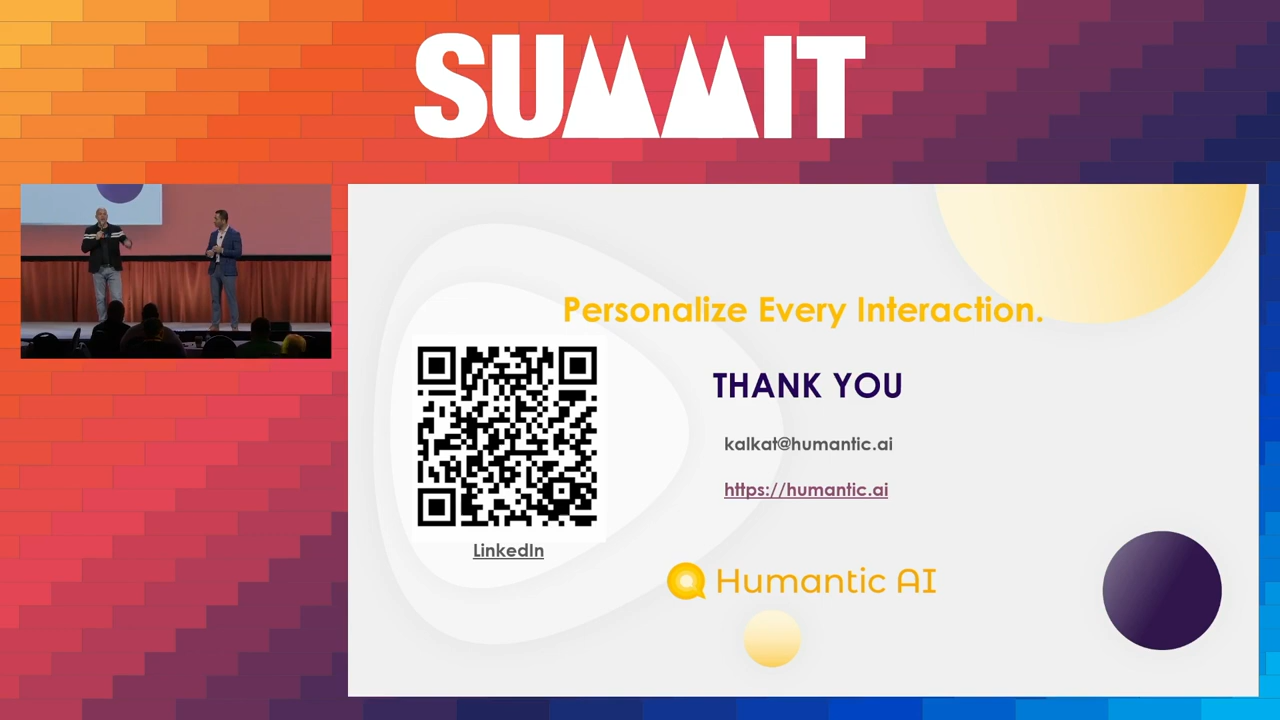 SUMMIT
Personalize Every Interaction.
THANK YOU
kalkat@humantic.ai
https://humantic.ai
LinkedIn
Humantic AI